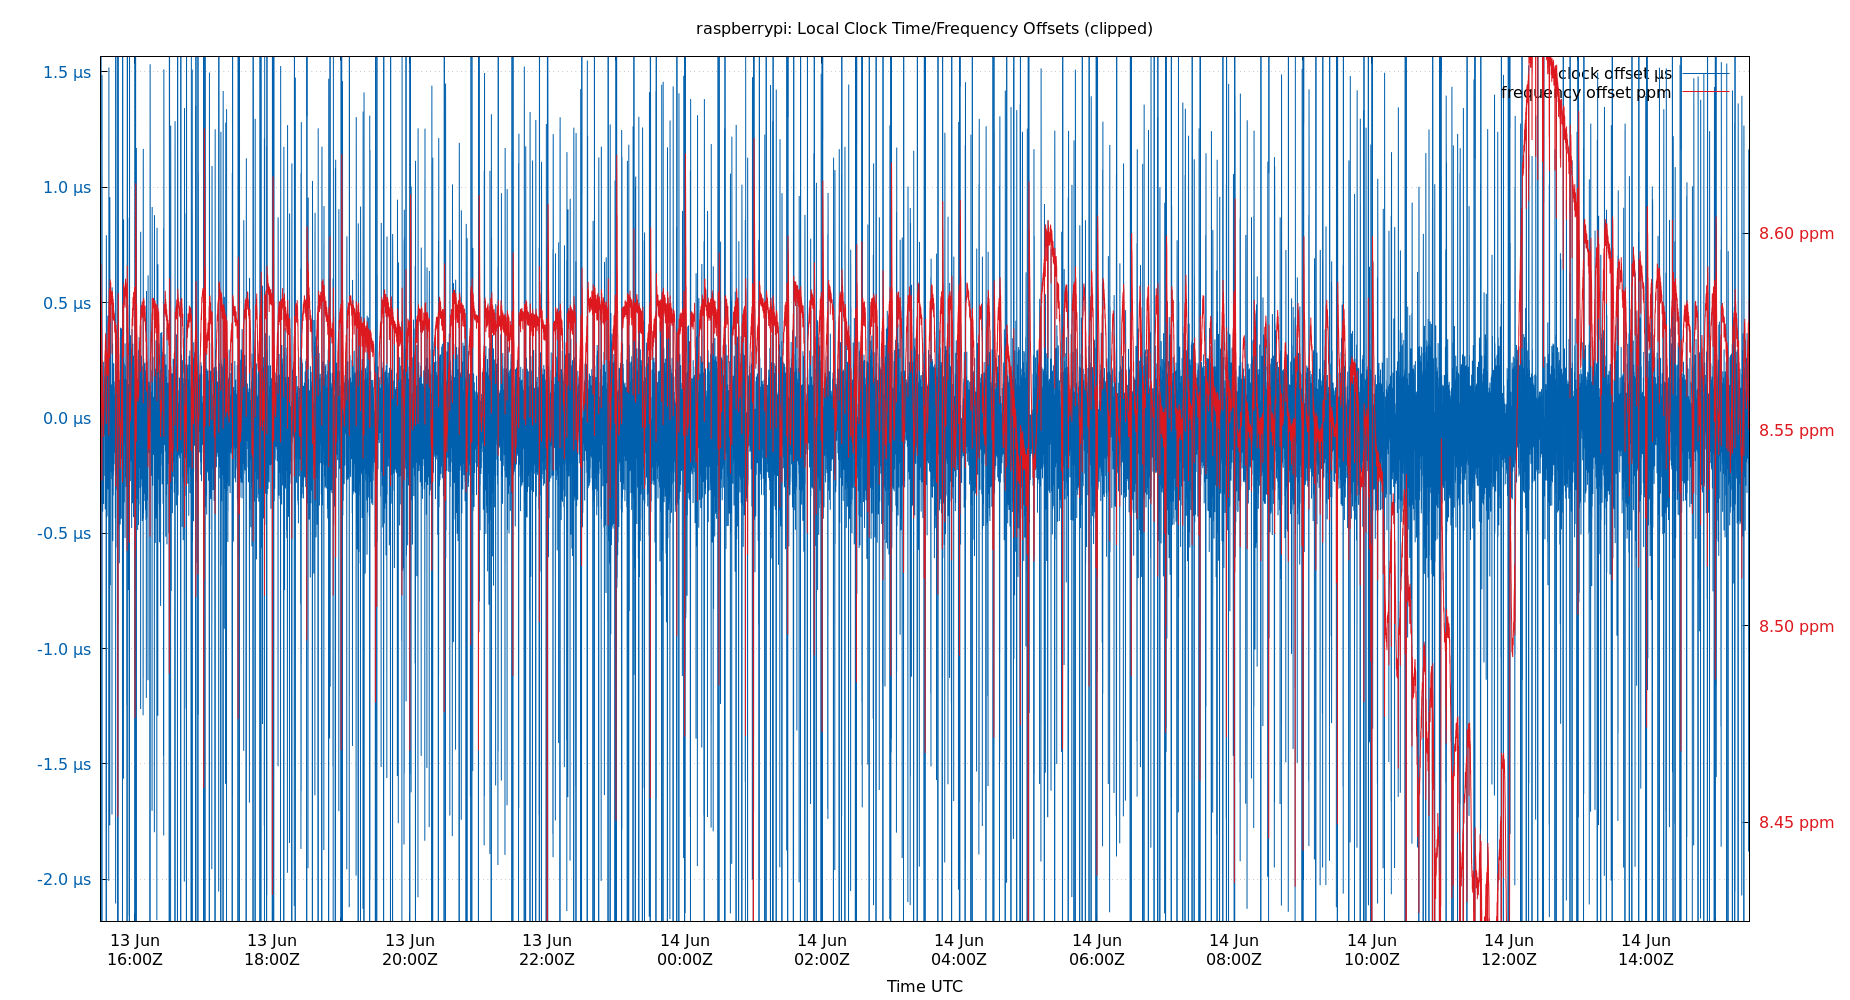 raspberrypi: Local Clock Time/Frequency Offsets (clipped)
clock offset µs
frequency offset ppm
1.5 µs
1.0 µs
0.5 µs
0.0 µs
-0.5 µs
-1.0 µs
-1.5 µs
-2.0 µs
8.60 ppm
8.55 ppm
8.50 ppm
8.45 ppm
13 Jun 13 Jun 13 Jun 13 Jun 14 Jun 14 Jun 14 Jun 14 Jun 14 Jun 14 Jun 14 Jun 14 Jun
16:00Z 18:00Z 20:00Z 22:00Z 00:00Z 02:00Z 04:00Z 06:00Z 08:00Z 10:00Z 12:00Z 14:00Z
Time UTC